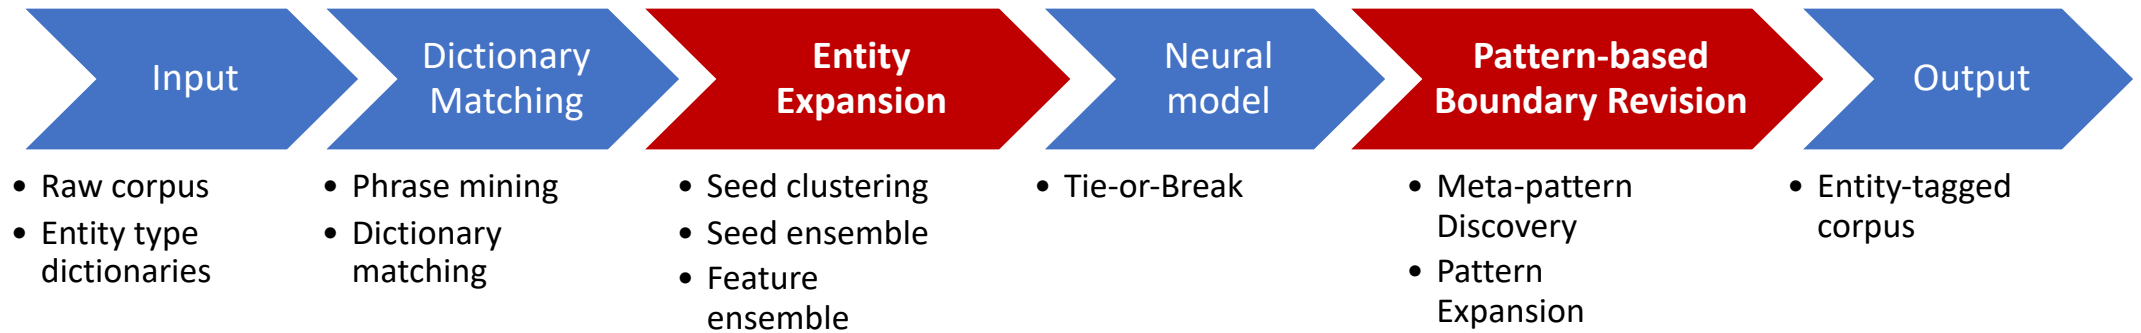 Input
Dictionary
Matching
Entity
Expansion
Neural
model
Pattern-based
Boundary Revision
Output
• Raw corpus
• Entity type
dictionaries
• Phrase mining
• Dictionary
matching
• Seed clustering
• Seed ensemble
• Feature
ensemble
• Tie-or-Break
• Meta-pattern
Discovery
• Pattern
Expansion
• Entity-tagged
corpus